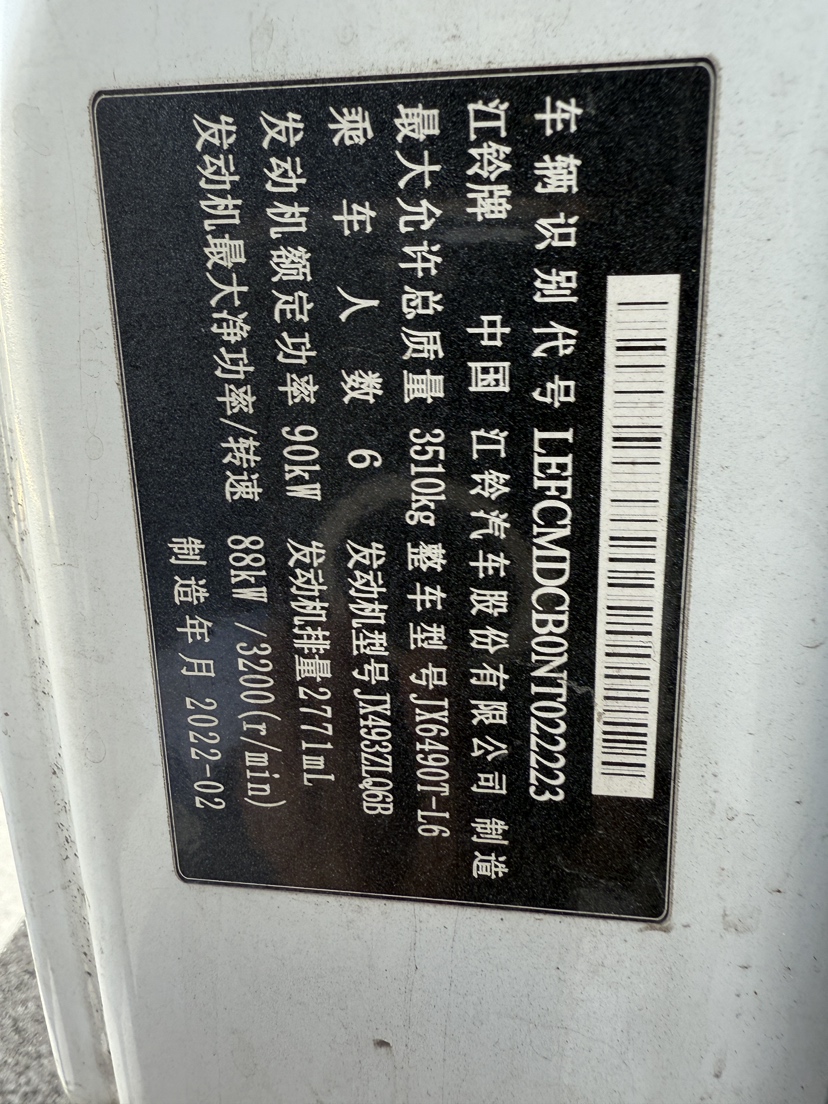 车辆识别代号 LEFCMDCB0NT022223
江铃牌 中国 江铃汽车股份有限公司 制造
最大允许总质量 3510kg 整车型号 JX6490T-L6
乘车人数 6 发动机型号 JX493ZLQ6B
发动机额定功率 90kW 发动机排量 2771mL
发动机最大净功率/转速 88kW /3200(r/min)
制造年月 2022-02